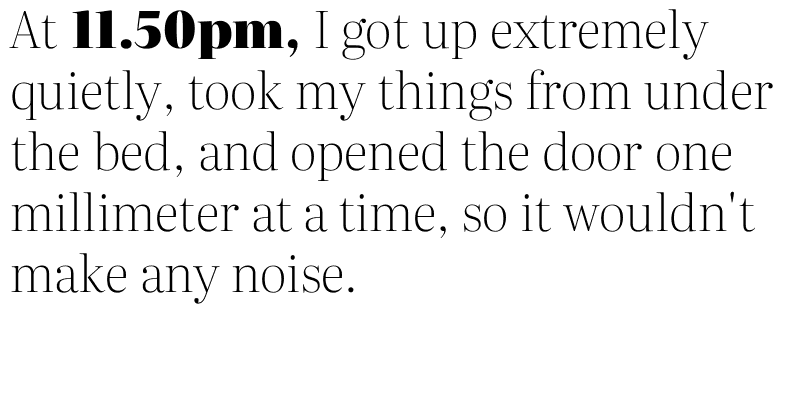 At 11.50pm, I got up extremely
quietly, took my things from under
the bed, and opened the door one
millimeter at a time, so it wouldn't
make any noise.